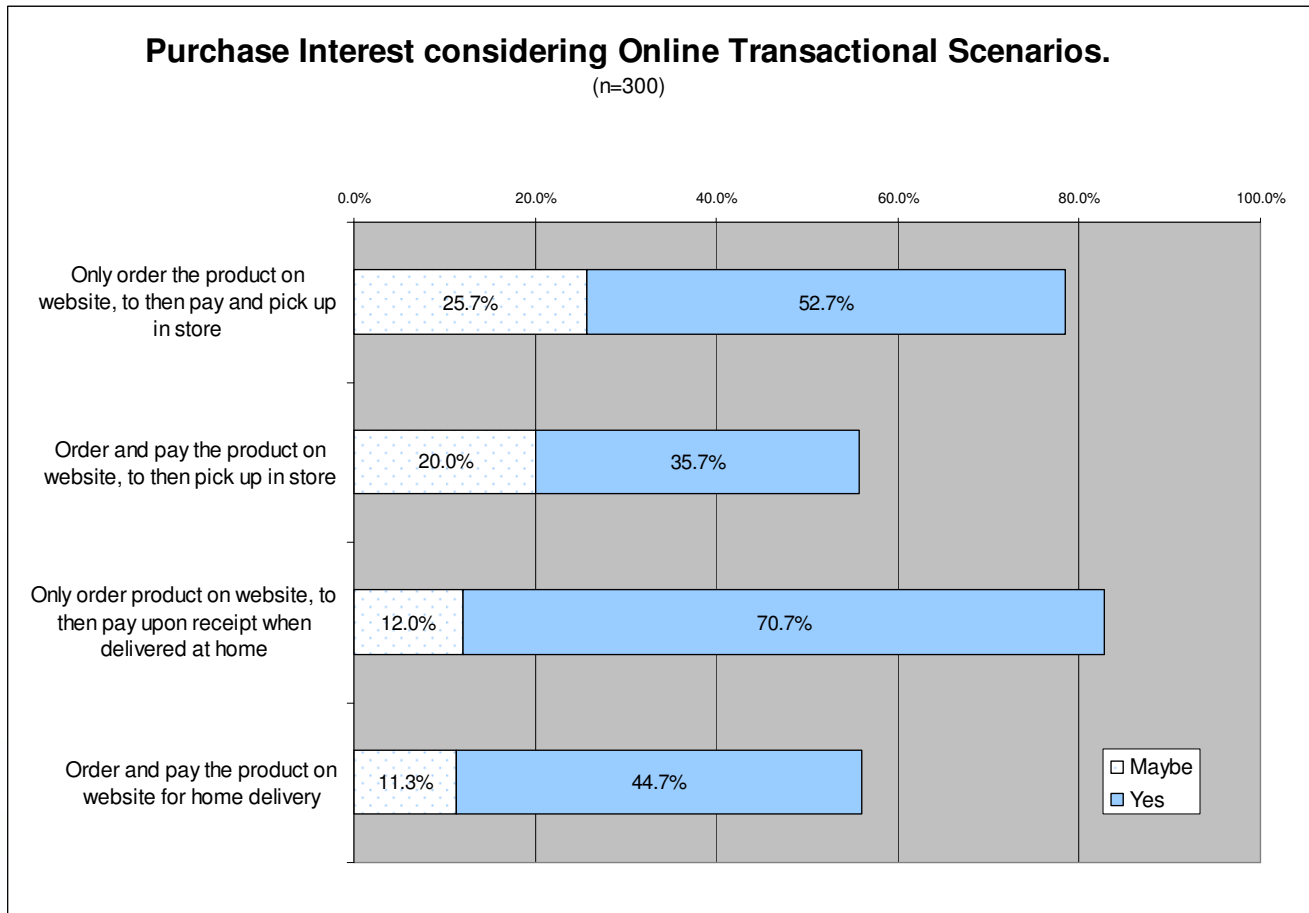 Purchase Interest considering Online Transactional Scenarios.
(n=300)
0.0% 20.0% 40.0% 60.0% 80.0% 100.0%
Only order the product on
website, to then pay and pick up
in store
25.7% 52.7%
Order and pay the product on
website, to then pick up in store
20.0% 35.7%
Only order product on website, to
then pay upon receipt when
delivered at home
12.0% 70.7%
Order and pay the product on
website for home delivery
11.3% 44.7%
Maybe
Yes